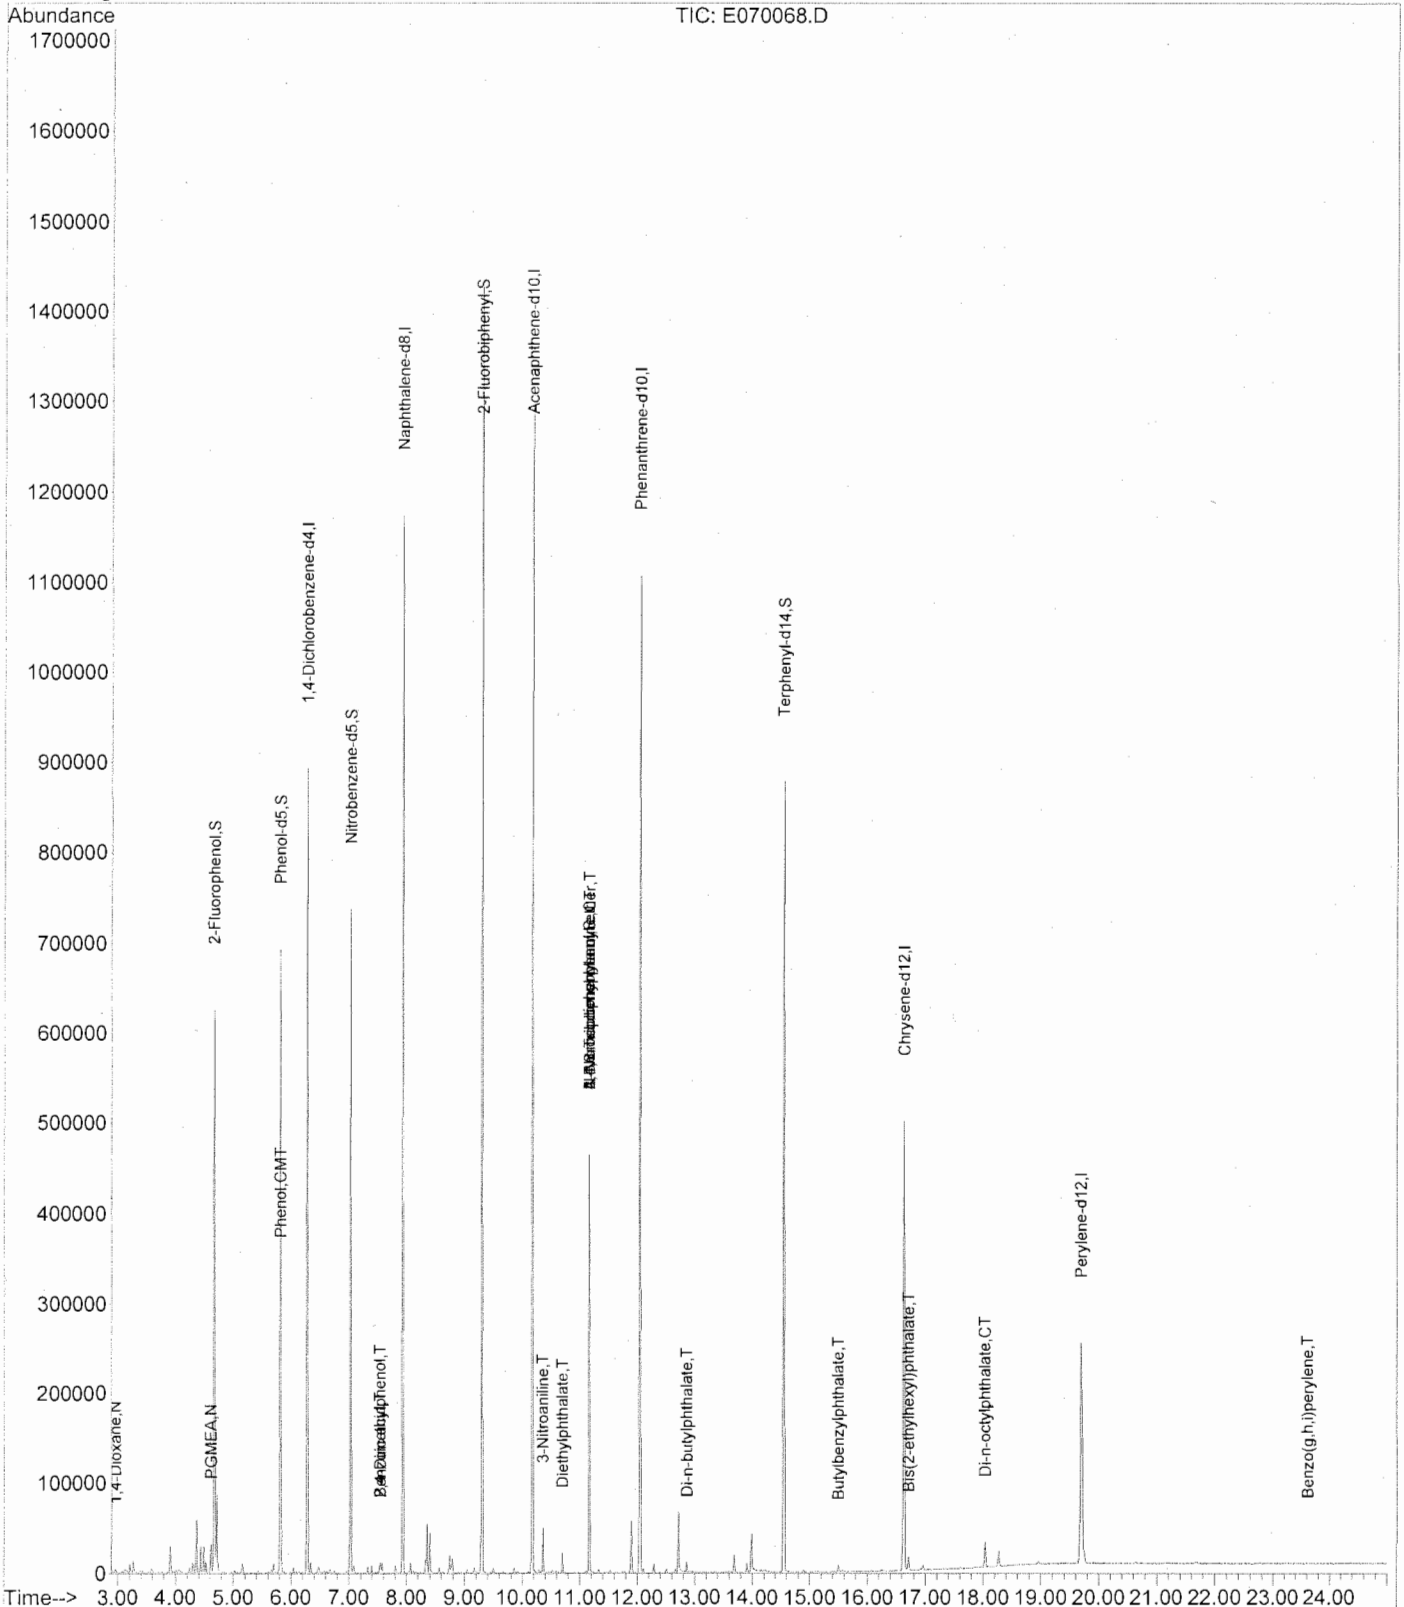 Abundance
TIC: E070068.D
1700000
1600000
1500000
1400000
1300000
1200000
1100000
1000000
900000
800000
700000
600000
500000
400000
300000
200000
100000
0
1,4-Dioxane,N
PGMEA,N
2-Fluorophenol,S
Phenol-d5,S
Phenol,CMT
1,4-Dichlorobenzene-d4,I
Nitrobenzene-d5,S
Naphthalene-d8,I
2-Fluorobiphenyl,S
Acenaphthene-d10,I
3-Nitroaniline,T
Diethylphthalate,T
Phenanthrene-d10,I
Di-n-butylphthalate,T
Terphenyl-d14,S
Butylbenzylphthalate,T
Chrysene-d12,I
Bis(2-ethylhexyl)phthalate,T
Di-n-octylphthalate,CT
Perylene-d12,I
Benzo(g,h,i)perylene,T
Time--> 3.00 4.00 5.00 6.00 7.00 8.00 9.00 10.00 11.00 12.00 13.00 14.00 15.00 16.00 17.00 18.00 19.00 20.00 21.00 22.00 23.00 24.00